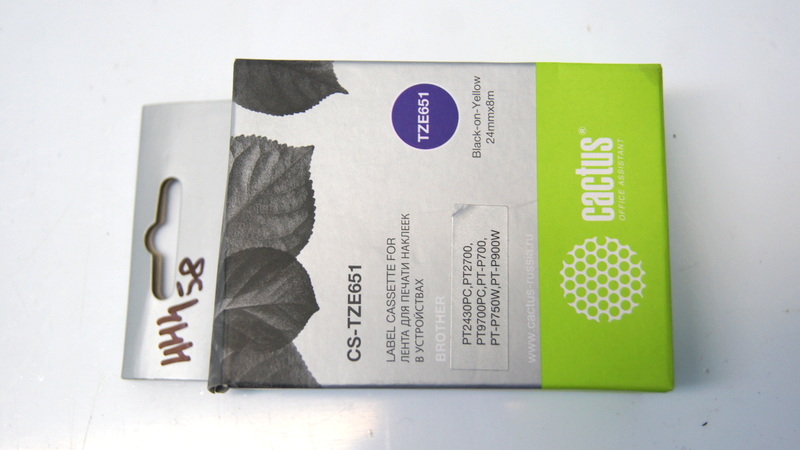 TZE651
Black-on-Yellow
24mmx8m
CS-TZE651
LABEL CASSETTE FOR
ЛЕНТА ДЛЯ ПЕЧАТИ НАКЛЕЕК
В УСТРОЙСТВАХ
BROTHER
PT2430PC,PT2700,
PT9700PC,PT-P700,
PT-P750W,PT-P900W
www.cactus-russia.ru
cactus®
OFFICE ASSISTANT
58